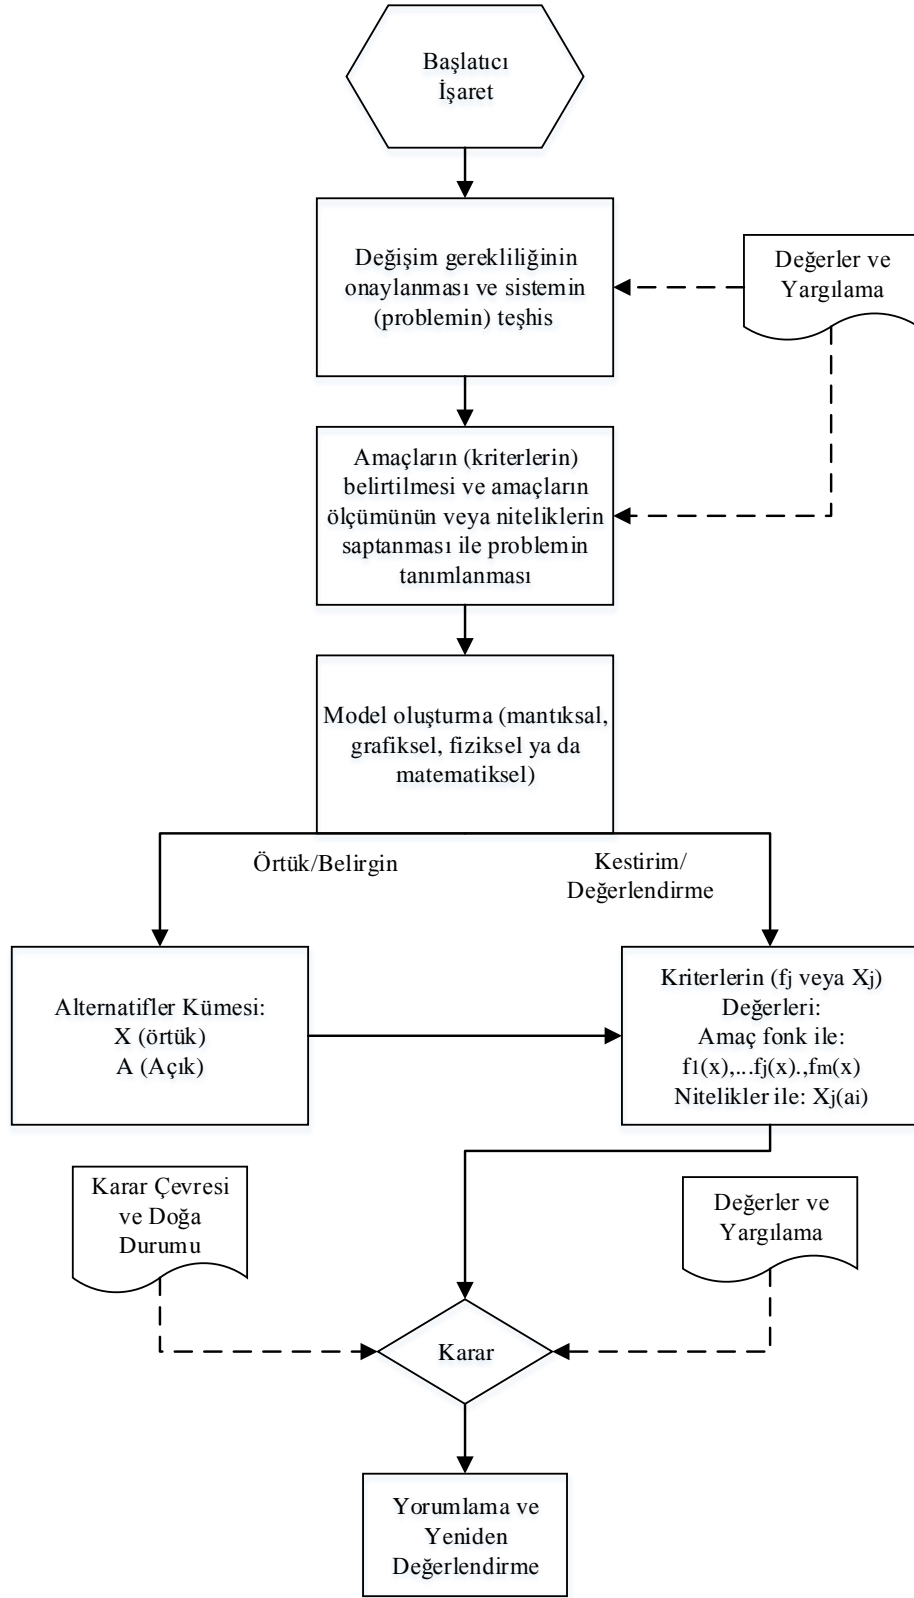 Başlatıcı
İşaret
Değişim gerekliliğinin
onaylanması ve sistemin
(problemin) teşhis
Değerler ve
Yargılama
Amaçların (kriterlerin)
belirtilmesi ve amaçların
ölçümünün veya niteliklerin
saptanması ile problemin
tanımlanması
Model oluşturma (mantıksal,
grafiksel, fiziksel ya da
matematiksel)
Örtük/Belirgin
Kestirim/
Değerlendirme
Alternatifler Kümesi:
X (örtük)
A (Açık)
Kriterlerin (fj veya Xj)
Değerleri:
Amaç fonk ile:
f1(x),...fj(x).,fm(x)
Nitelikler ile: Xj(ai)
Karar Çevresi
ve Doğa
Durumu
Değerler ve
Yargılama
Karar
Yorumlama ve
Yeniden
Değerlendirme